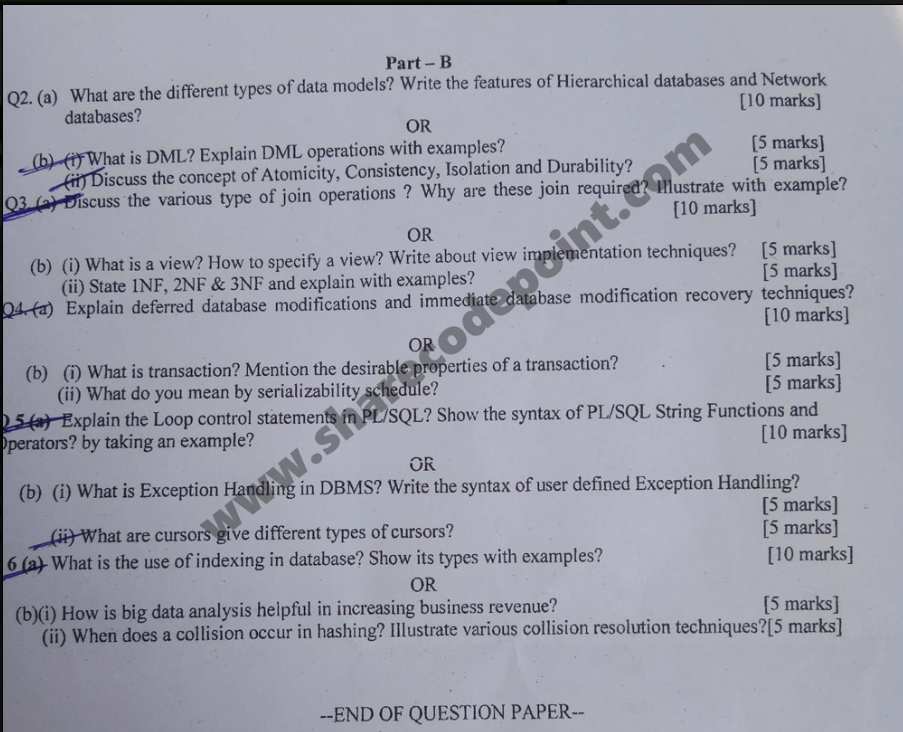 Part – B
Q2. (a) What are the different types of data models? Write the features of Hierarchical databases and Network
databases? [10 marks]
OR
(b) (i) What is DML? Explain DML operations with examples? [5 marks]
(ii) Discuss the concept of Atomicity, Consistency, Isolation and Durability? [5 marks]
Q3. (a) Discuss the various type of join operations ? Why are these join required? Illustrate with example?
[10 marks]
OR
(b) (i) What is a view? How to specify a view? Write about view implementation techniques? [5 marks]
(ii) State 1NF, 2NF & 3NF and explain with examples? [5 marks]
Q4. (a) Explain deferred database modifications and immediate database modification recovery techniques?
[10 marks]
OR
(b) (i) What is transaction? Mention the desirable properties of a transaction? [5 marks]
(ii) What do you mean by serializability schedule? [5 marks]
Q 5 (a) Explain the Loop control statements in PL/SQL? Show the syntax of PL/SQL String Functions and
Operators? by taking an example? [10 marks]
OR
(b) (i) What is Exception Handling in DBMS? Write the syntax of user defined Exception Handling?
[5 marks]
(ii) What are cursors give different types of cursors? [5 marks]
6 (a) What is the use of indexing in database? Show its types with examples? [10 marks]
OR
(b)(i) How is big data analysis helpful in increasing business revenue? [5 marks]
(ii) When does a collision occur in hashing? Illustrate various collision resolution techniques?[5 marks]
--END OF QUESTION PAPER--
www.sharecodepoint.com